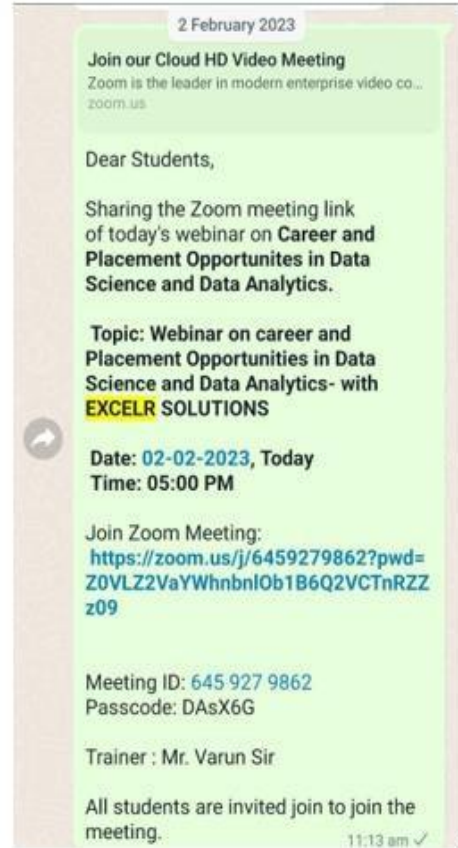 2 February 2023
Join our Cloud HD Video Meeting
Zoom is the leader in modern enterprise video co...
zoom.us
Dear Students,
Sharing the Zoom meeting link
of today's webinar on Career and
Placement Opportunites in Data
Science and Data Analytics.
Topic: Webinar on career and
Placement Opportunities in Data
Science and Data Analytics- with
EXCELR SOLUTIONS
Date: 02-02-2023, Today
Time: 05:00 PM
Join Zoom Meeting:
https://zoom.us/j/6459279862?pwd=
Z0VLZ2VaYWhnbnlOb1B6Q2VCTnRZZ
z09
Meeting ID: 645 927 9862
Passcode: DAsX6G
Trainer : Mr. Varun Sir
All students are invited join to join the
meeting.
11:13 am